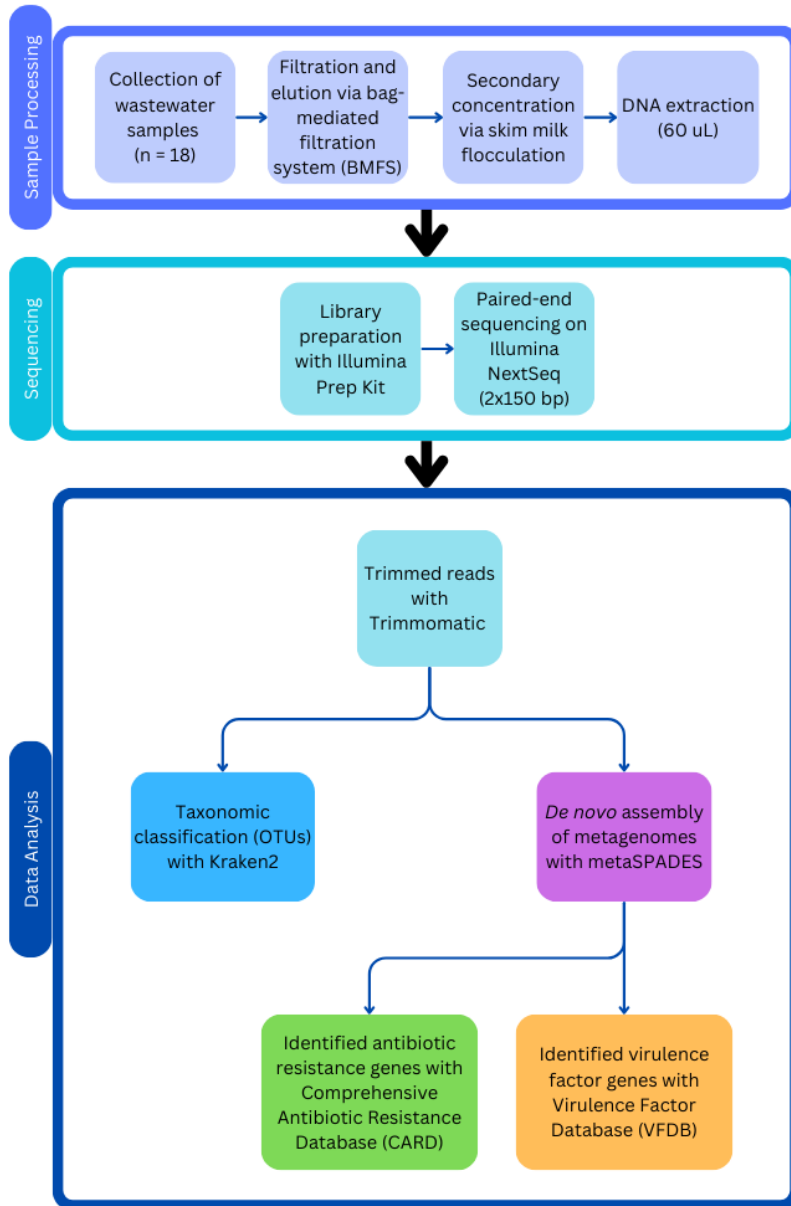 Sample Processing
Collection of
wastewater
samples
(n = 18)
Filtration and
elution via bag-
mediated
filtration
system (BMFS)
Secondary
concentration
via skim milk
flocculation
DNA extraction
(60 uL)
Sequencing
Library
preparation
with Illumina
Prep Kit
Paired-end
sequencing on
Illumina
NextSeq
(2x150 bp)
Data Analysis
Trimmed reads
with
Trimmomatic
Taxonomic
classification (OTUs)
with Kraken2
De novo assembly
of metagenomes
with metaSPADES
Identified antibiotic
resistance genes with
Comprehensive
Antibiotic Resistance
Database (CARD)
Identified virulence
factor genes with
Virulence Factor
Database (VFDB)